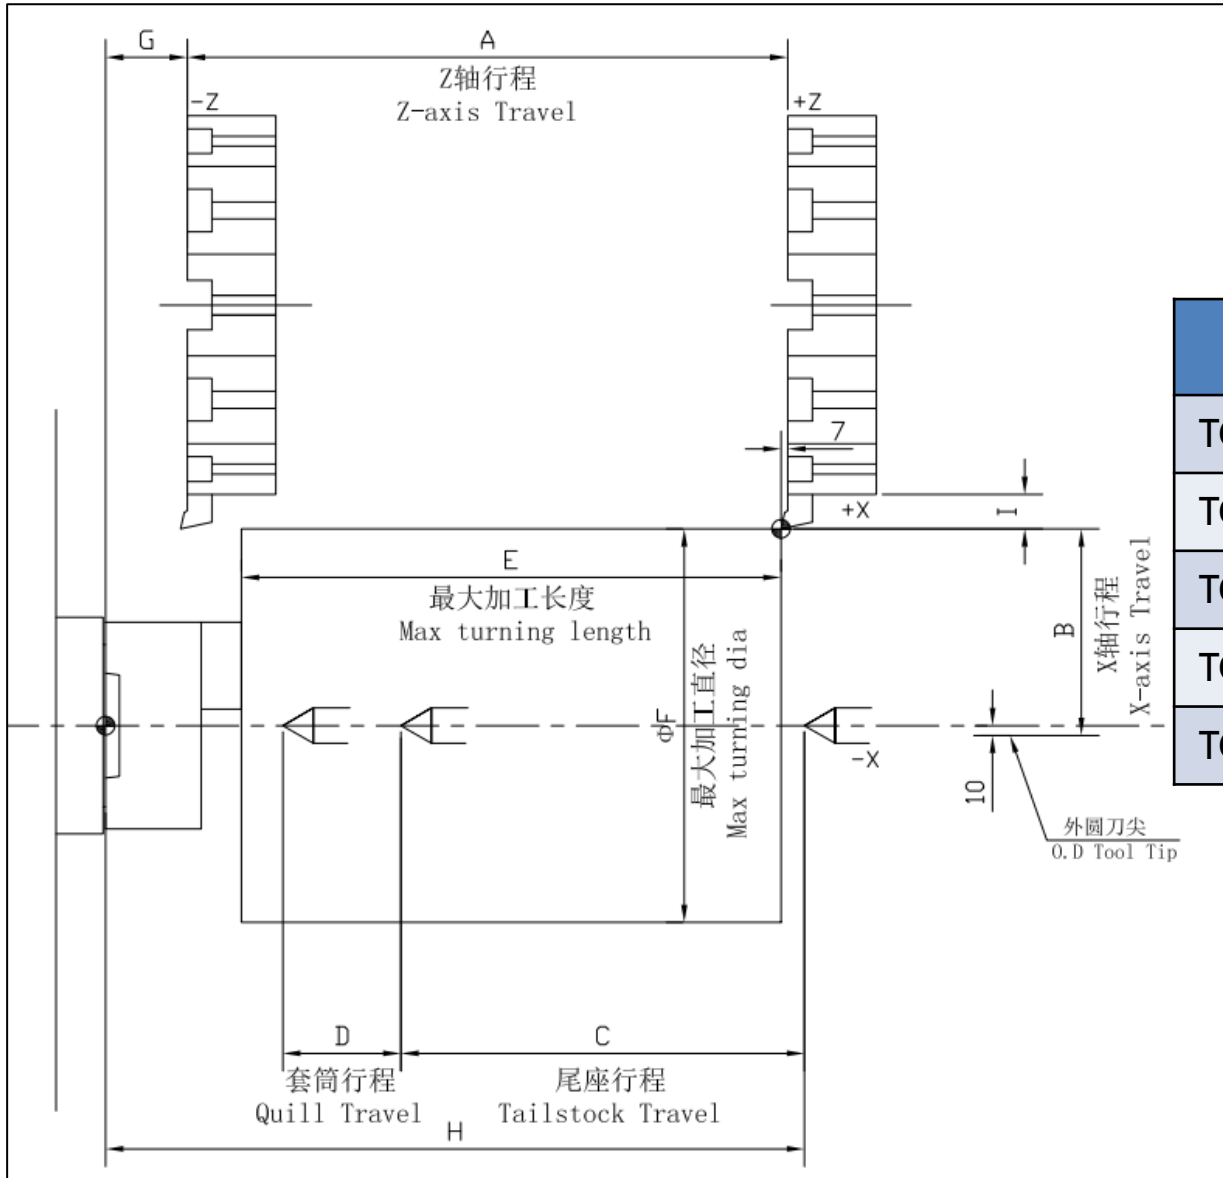 G
A
Z轴行程
Z-axis Travel
-Z
+Z
7
+X
I
E
最大加工长度
Max turning length
ΦF
最大加工直径
Max turning dia
B
X轴行程
X-axis Travel
-X
10
外圆刀尖
O.D Tool Tip
D
C
套筒行程
Quill Travel
尾座行程
Tailstock Travel
H